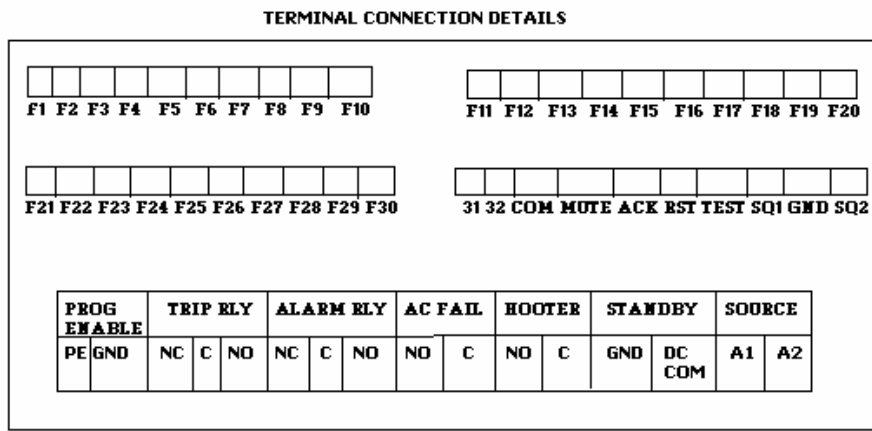 TERMINAL CONNECTION DETAILS
F1 F2 F3 F4 F5 F6 F7 F8 F9 F10
F11 F12 F13 F14 F15 F16 F17 F18 F19 F20
F21 F22 F23 F24 F25 F26 F27 F28 F29 F30
31 32 COM MUTE ACK RST TEST SQ1 GND SQ2
PROG ENABLE TRIP RLY ALARM RLY AC FAIL HOOTER STANDBY SOURCE
PE GND NC C NO NC C NO NO C NO C GND DC COM A1 A2